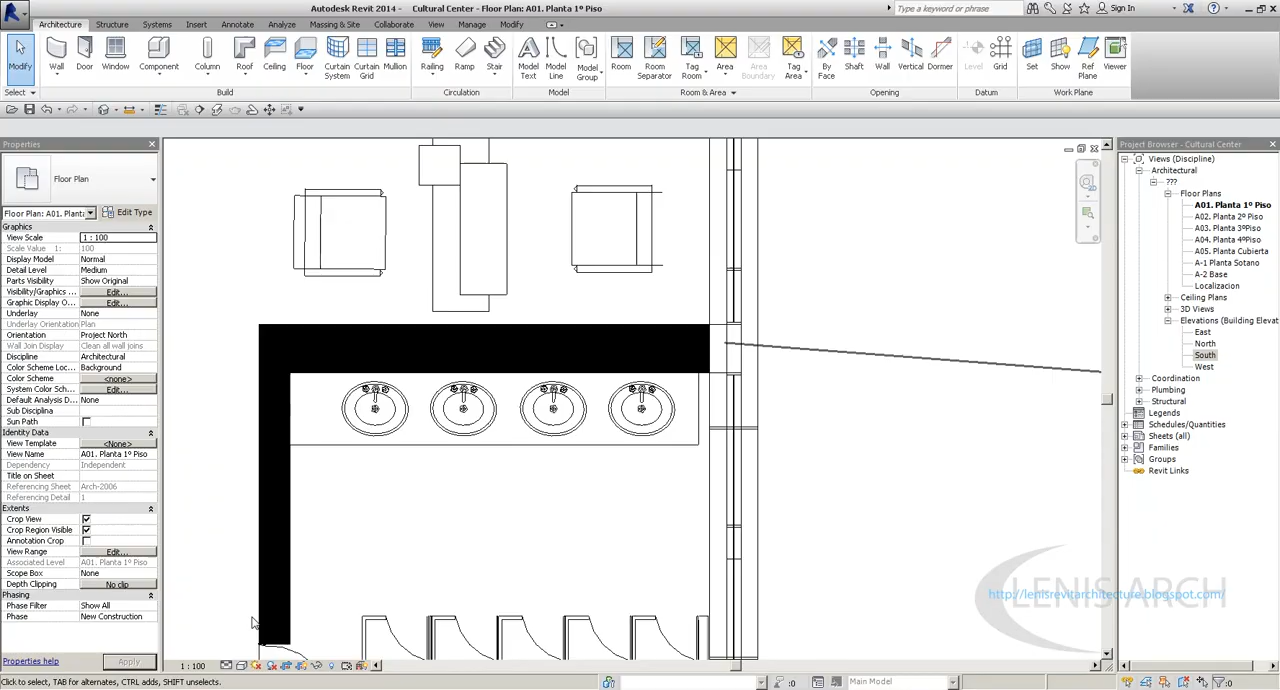 Autodesk Revit 2014 - Cultural Center - Floor Plan: A01. Planta 1º Piso
Type a keyword or phrase
Sign In
Architecture Structure Systems Insert Annotate Analyze Massing & Site Collaborate View Manage Modify
Modify Wall Door Window Component Column Roof Ceiling Floor Curtain System Curtain Grid Mullion Railing Ramp Stair Model Text Model Line Model Group Room Room Separator Tag Room Area Area Boundary Tag Area By Face Shaft Wall Vertical Dormer Level Grid Set Show Ref Plane Viewer
Select Build Circulation Model Room & Area Opening Datum Work Plane
Properties
Floor Plan
Floor Plan: A01. Plant Edit Type
Graphics
View Scale 1 : 100
Scale Value 1: 100
Display Model Normal
Detail Level Medium
Parts Visibility Show Original
Visibility/Graphics ... Edit...
Graphic Display O... Edit...
Underlay None
Underlay Orientation Plan
Orientation Project North
Wall Join Display Clean all wall joins
Discipline Architectural
Color Scheme Loc... Background
Color Scheme <none>
System Color Sch... Edit...
Default Analysis D... None
Sub Discipline
Sun Path
Identity Data
View Template <None>
View Name A01. Planta 1º Piso
Dependency Independent
Title on Sheet
Referencing Sheet Arch-2006
Referencing Detail 1
Extents
Crop View
Crop Region Visible
Annotation Crop
View Range Edit...
Associated Level A01. Planta 1º Piso
Scope Box None
Depth Clipping No clip
Phasing
Phase Filter Show All
Phase New Construction
Properties help Apply
1 : 100
Project Browser - Cultural Center
Views (Discipline)
Architectural
???
Floor Plans
A01. Planta 1º Piso
A02. Planta 2º Piso
A03. Planta 3ºPiso
A04. Planta 4ºPiso
A05. Planta Cubierta
A-1 Planta Sotano
A-2 Base
Localizacion
Ceiling Plans
3D Views
Elevations (Building Elevat
East
North
South
West
Coordination
Plumbing
Structural
Legends
Schedules/Quantities
Sheets (all)
Families
Groups
Revit Links
LENIS ARCH
http://lenisrevitarchitecture.blogspot.com/
Click to select, TAB for alternates, CTRL adds, SHIFT unselects.
:0
Main Model
:0